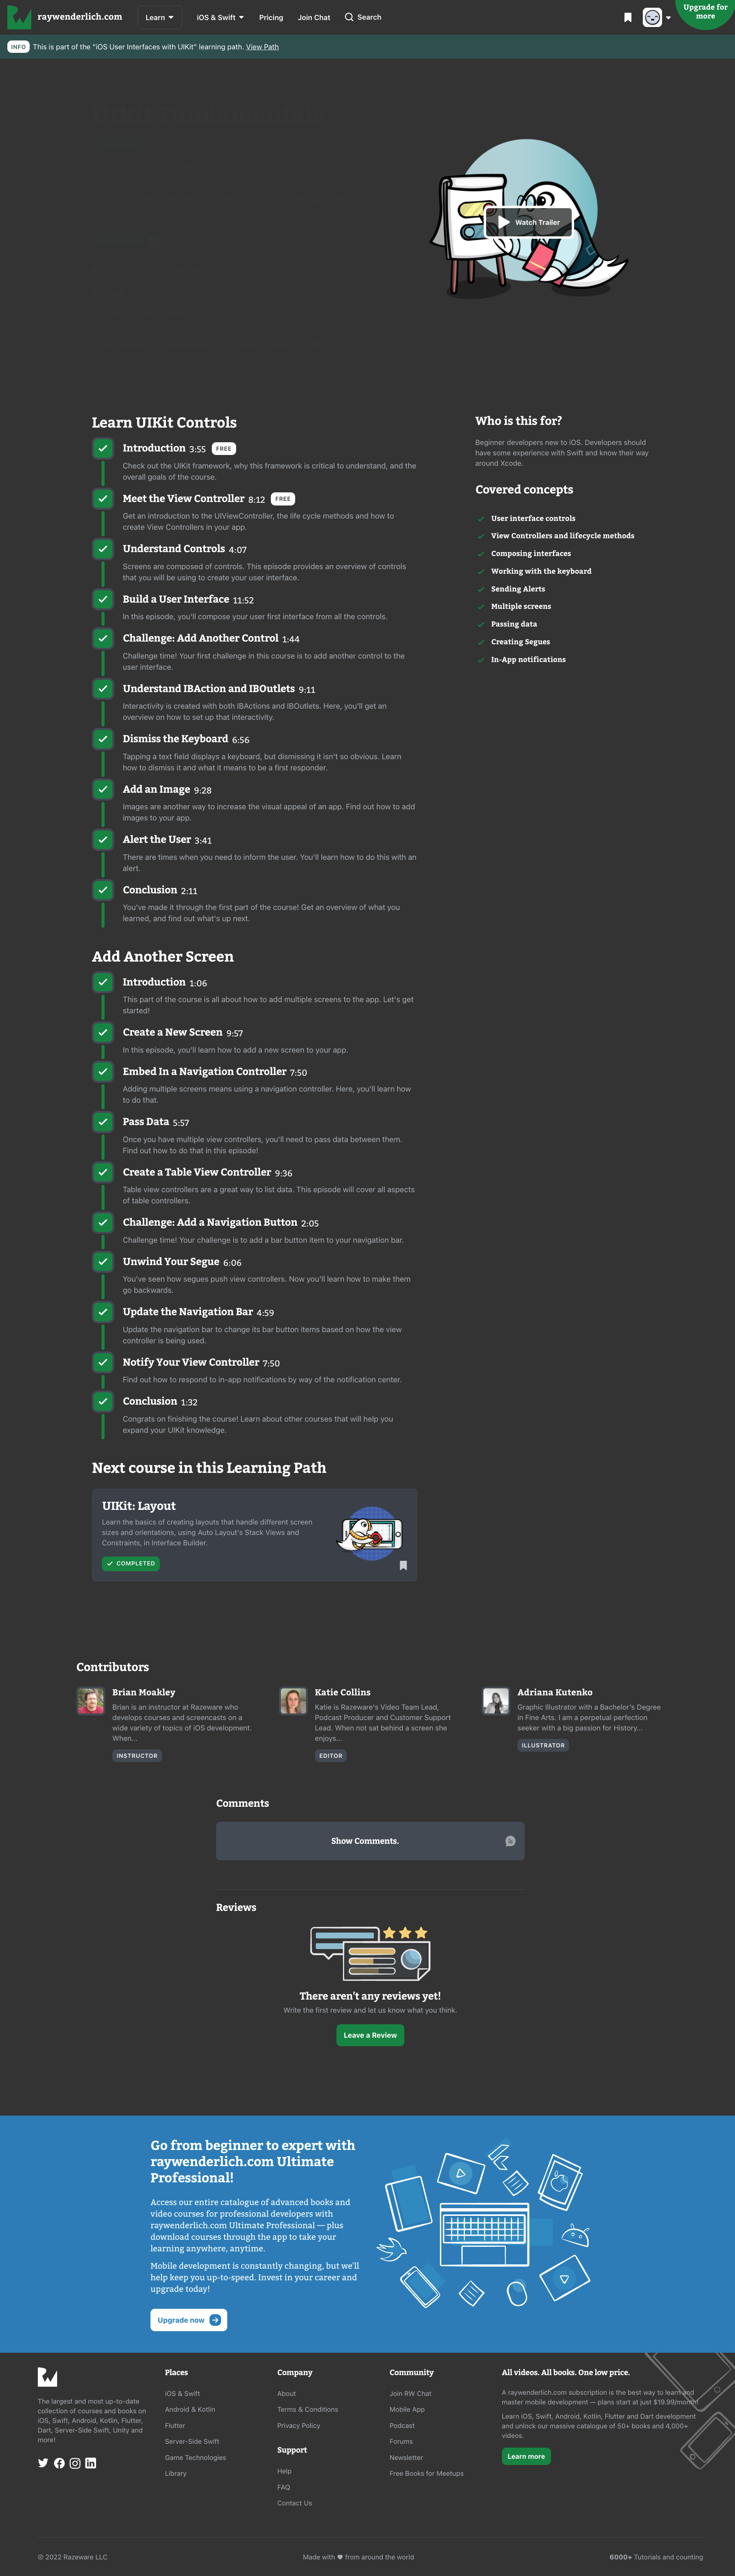 raywenderlich.com
Learn
iOS & Swift
Pricing
Join Chat
Search
Upgrade for
more
INFO
This is part of the "iOS User Interfaces with UIKit" learning path. View Path
Watch Trailer
Learn UIKit Controls
Introduction 3:55 FREE
Check out the UIKit framework, why this framework is critical to understand, and the
overall goals of the course.
Meet the View Controller 8:12 FREE
Get an introduction to the UIViewController, the life cycle methods and how to
create View Controllers in your app.
Understand Controls 4:07
Screens are composed of controls. This episode provides an overview of controls
that you will be using to create your user interface.
Build a User Interface 11:52
In this episode, you'll compose your user first interface from all the controls.
Challenge: Add Another Control 1:44
Challenge time! Your first challenge in this course is to add another control to the
user interface.
Understand IBAction and IBOutlets 9:11
Interactivity is created with both IBActions and IBOutlets. Here, you'll get an
overview on how to set up that interactivity.
Dismiss the Keyboard 6:56
Tapping a text field displays a keyboard, but dismissing it isn't so obvious. Learn
how to dismiss it and what it means to be a first responder.
Add an Image 9:28
Images are another way to increase the visual appeal of an app. Find out how to add
images to your app.
Alert the User 3:41
There are times when you need to inform the user. You'll learn how to do this with an
alert.
Conclusion 2:11
You've made it through the first part of the course! Get an overview of what you
learned, and find out what's up next.
Add Another Screen
Introduction 1:06
This part of the course is all about how to add multiple screens to the app. Let's get
started!
Create a New Screen 9:57
In this episode, you'll learn how to add a new screen to your app.
Embed In a Navigation Controller 7:50
Adding multiple screens means using a navigation controller. Here, you'll learn how
to do that.
Pass Data 5:57
Once you have multiple view controllers, you'll need to pass data between them.
Find out how to do that in this episode!
Create a Table View Controller 9:36
Table view controllers are a great way to list data. This episode will cover all aspects
of table controllers.
Challenge: Add a Navigation Button 2:05
Challenge time! Your challenge is to add a bar button item to your navigation bar.
Unwind Your Segue 6:06
You've seen how segues push view controllers. Now you'll learn how to make them
go backwards.
Update the Navigation Bar 4:59
Update the navigation bar to change its bar button items based on how the view
controller is being used.
Notify Your View Controller 7:50
Find out how to respond to in-app notifications by way of the notification center.
Conclusion 1:32
Congrats on finishing the course! Learn about other courses that will help you
expand your UIKit knowledge.
Who is this for?
Beginner developers new to iOS. Developers should
have some experience with Swift and know their way
around Xcode.
Covered concepts
User interface controls
View Controllers and lifecycle methods
Composing interfaces
Working with the keyboard
Sending Alerts
Multiple screens
Passing data
Creating Segues
In-App notifications
Next course in this Learning Path
UIKit: Layout
Learn the basics of creating layouts that handle different screen
sizes and orientations, using Auto Layout's Stack Views and
Constraints, in Interface Builder.
COMPLETED
Contributors
Brian Moakley
Brian is an instructor at Razeware who
develops courses and screencasts on a
wide variety of topics of iOS development.
When...
INSTRUCTOR
Katie Collins
Katie is Razeware's Video Team Lead,
Podcast Producer and Customer Support
Lead. When not sat behind a screen she
enjoys...
EDITOR
Adriana Kutenko
Graphic Illustrator with a Bachelor's Degree
in Fine Arts. I am a perpetual perfection
seeker with a big passion for History...
ILLUSTRATOR
Comments
Show Comments.
Reviews
There aren't any reviews yet!
Write the first review and let us know what you think.
Leave a Review
Go from beginner to expert with
raywenderlich.com Ultimate
Professional!
Access our entire catalogue of advanced books and
video courses for professional developers with
raywenderlich.com Ultimate Professional — plus
download courses through the app to take your
learning anywhere, anytime.
Mobile development is constantly changing, but we'll
help keep you up-to-speed. Invest in your career and
upgrade today!
Upgrade now
The largest and most up-to-date
collection of courses and books on
iOS, Swift, Android, Kotlin, Flutter,
Dart, Server-Side Swift, Unity and
more!
Places
iOS & Swift
Android & Kotlin
Flutter
Server-Side Swift
Game Technologies
Library
Company
About
Terms & Conditions
Privacy Policy
Support
Help
FAQ
Contact Us
Community
Join RW Chat
Mobile App
Podcast
Forums
Newsletter
Free Books for Meetups
All videos. All books. One low price.
A raywenderlich.com subscription is the best way to learn and
master mobile development — plans start at just $19.99/month!
Learn iOS, Swift, Android, Kotlin, Flutter and Dart development
and unlock our massive catalogue of 50+ books and 4,000+
videos.
Learn more
© 2022 Razeware LLC
Made with ♥ from around the world
6000+ Tutorials and counting